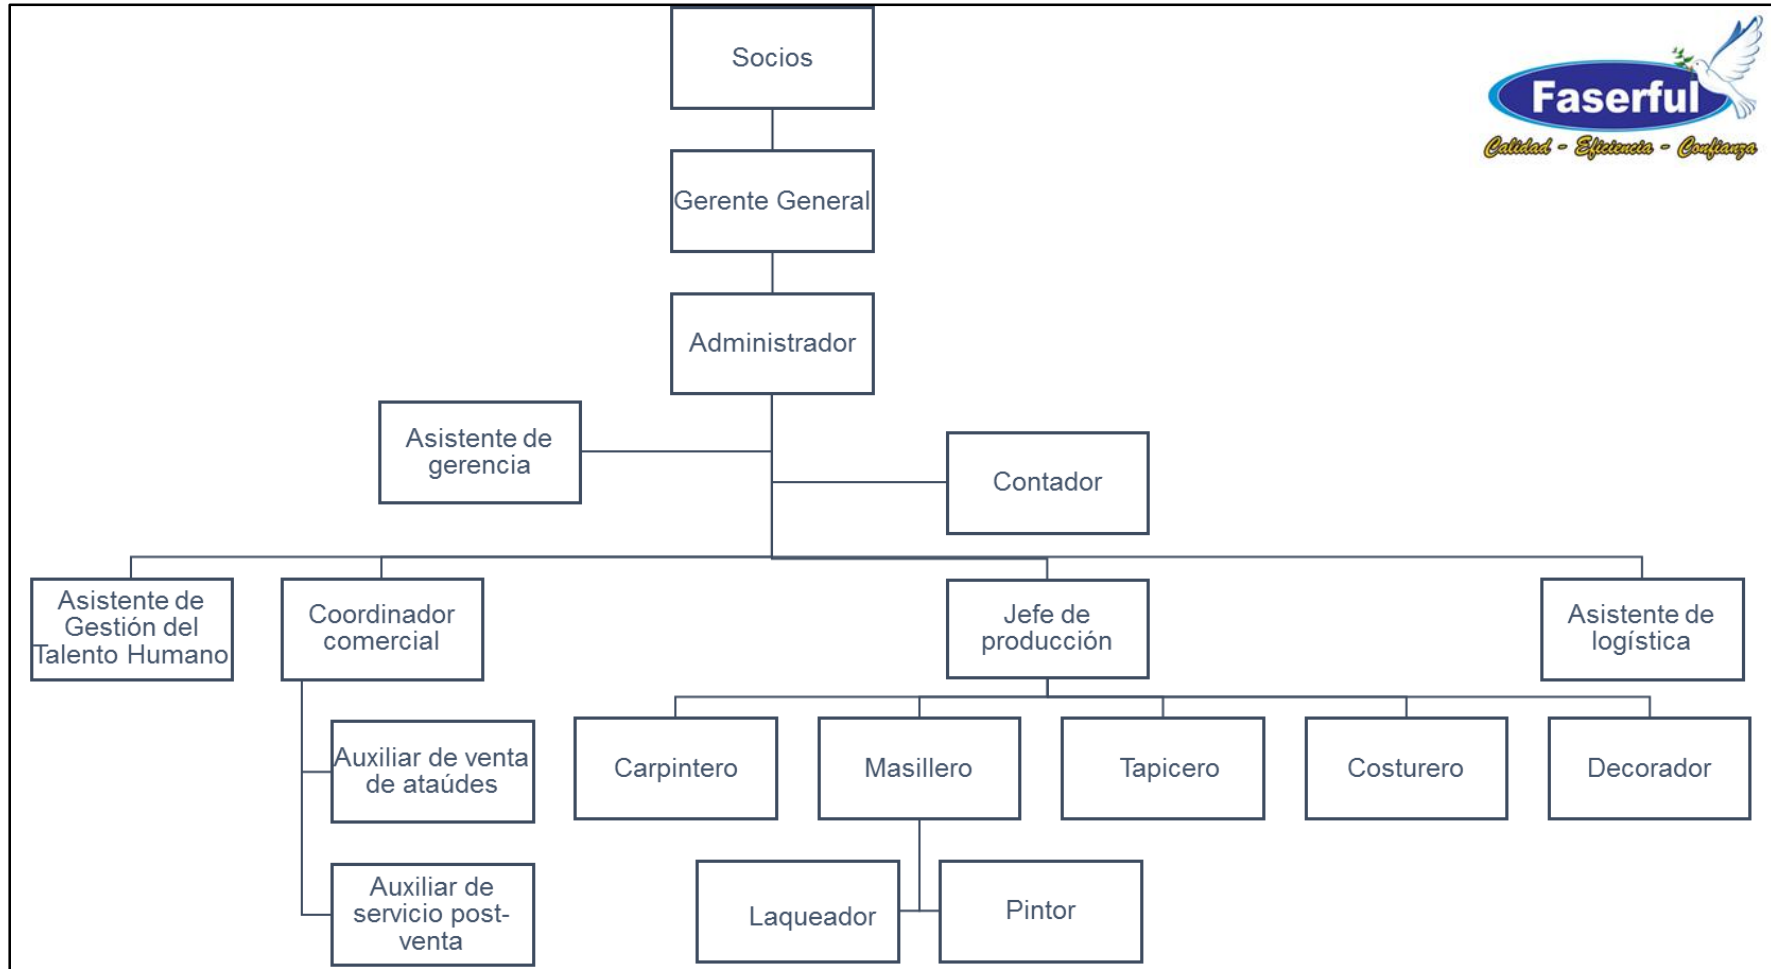 Socios
Faserful
Calidad - Eficiencia - Confianza
Gerente General
Administrador
Asistente de
gerencia
Contador
Asistente de
Gestión del
Talento Humano
Coordinador
comercial
Jefe de
producción
Asistente de
logística
Auxiliar de venta
de ataúdes
Carpintero
Masillero
Tapicero
Costurero
Decorador
Auxiliar de
servicio post-
venta
Laqueador
Pintor